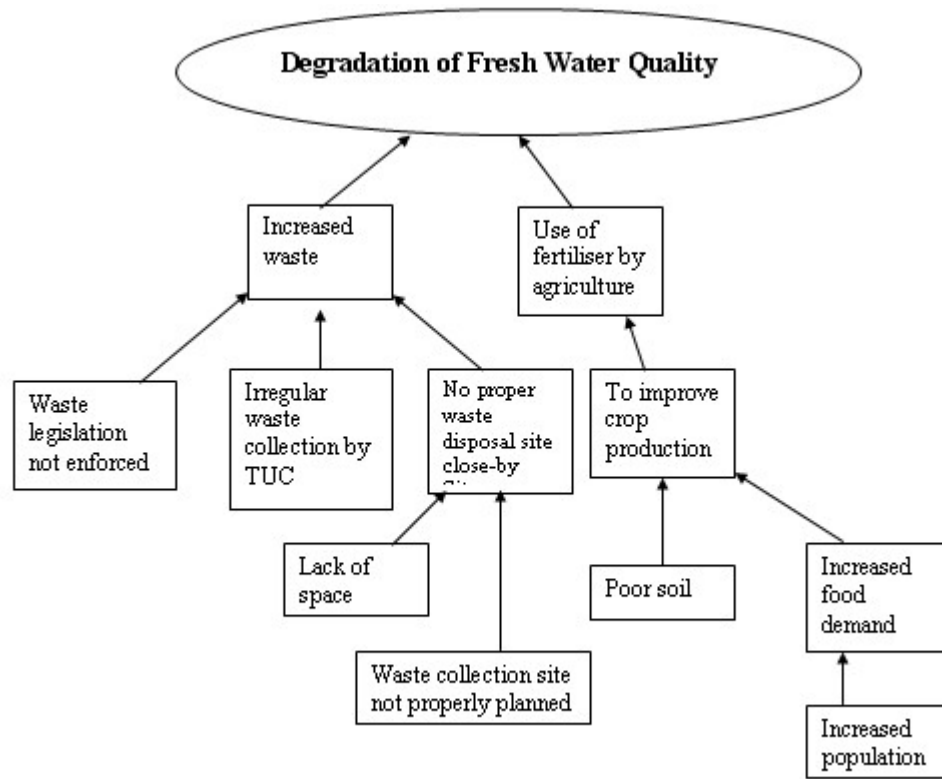 Degradation of Fresh Water Quality
Increased
waste
Use of
fertiliser by
agriculture
Waste
legislation
not enforced
Irregular
waste
collection by
TUC
No proper
waste
disposal site
close-by
To improve
crop
production
Lack of
space
Poor soil
Increased
food
demand
Waste collection site
not properly planned
Increased
population